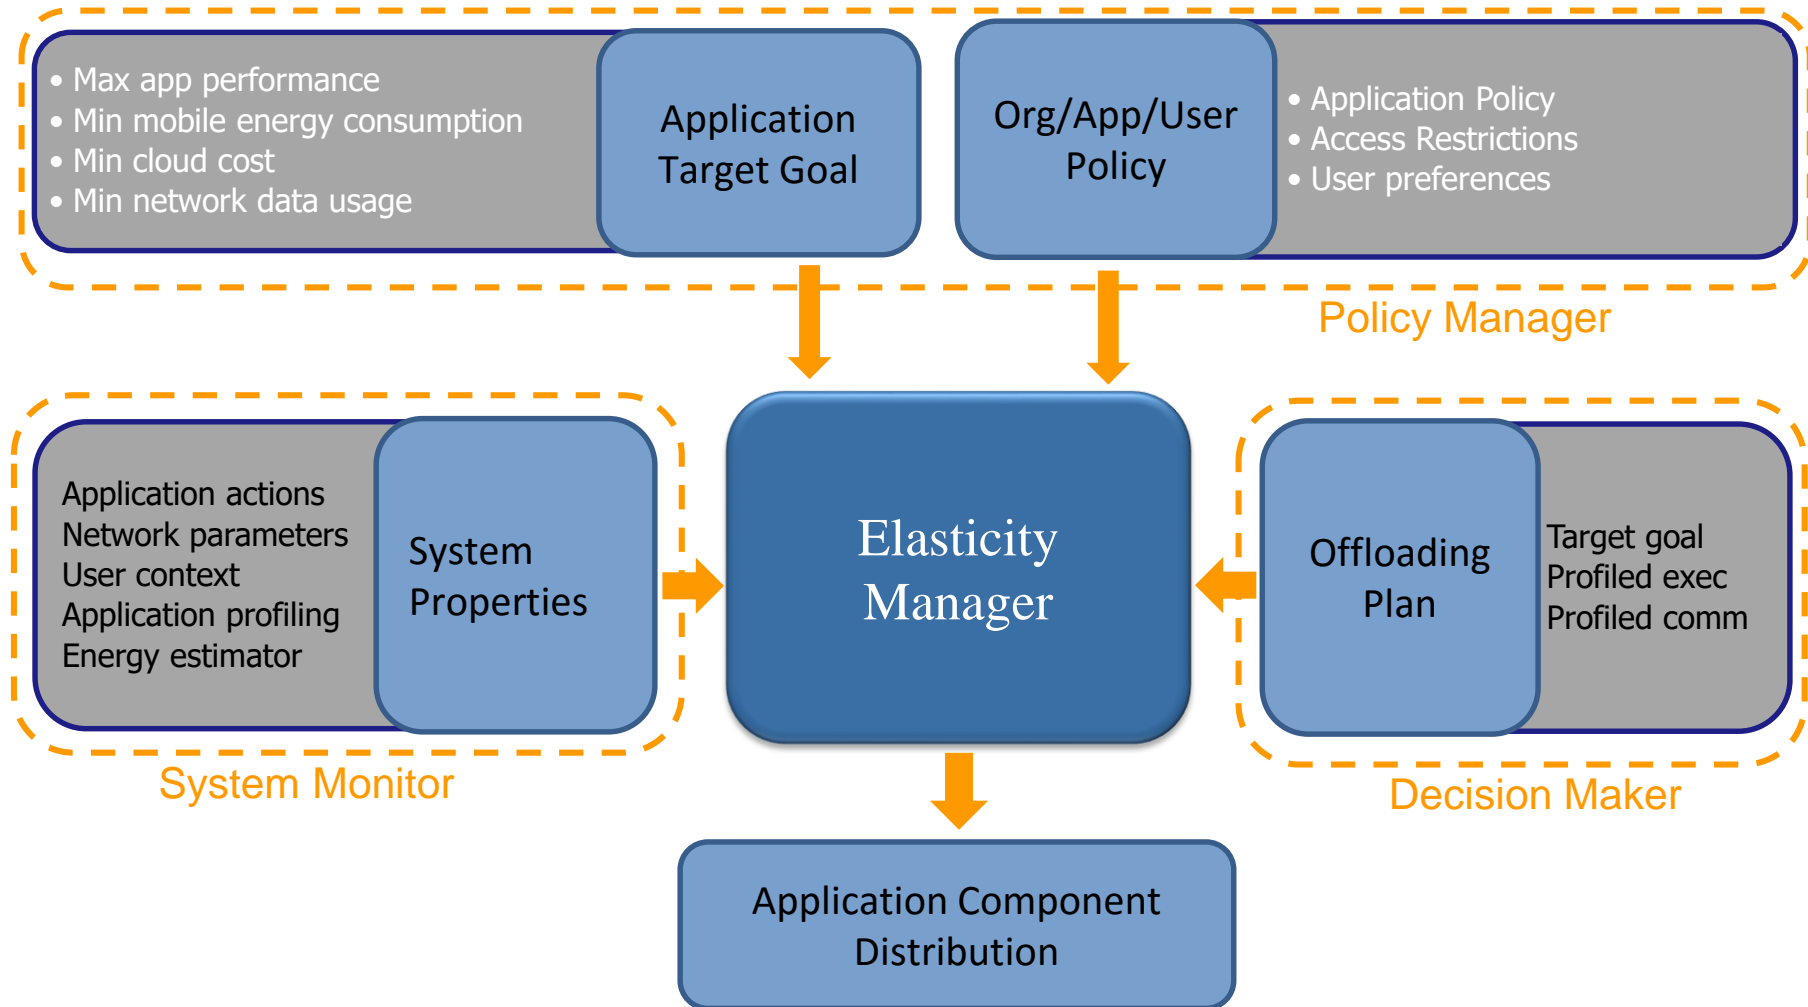 • Max app performance
• Min mobile energy consumption
• Min cloud cost
• Min network data usage
Application
Target Goal
Org/App/User
Policy
• Application Policy
• Access Restrictions
• User preferences
Policy Manager
Application actions
Network parameters
User context
Application profiling
Energy estimator
System
Properties
System Monitor
Elasticity
Manager
Offloading
Plan
Target goal
Profiled exec
Profiled comm
Decision Maker
Application Component
Distribution